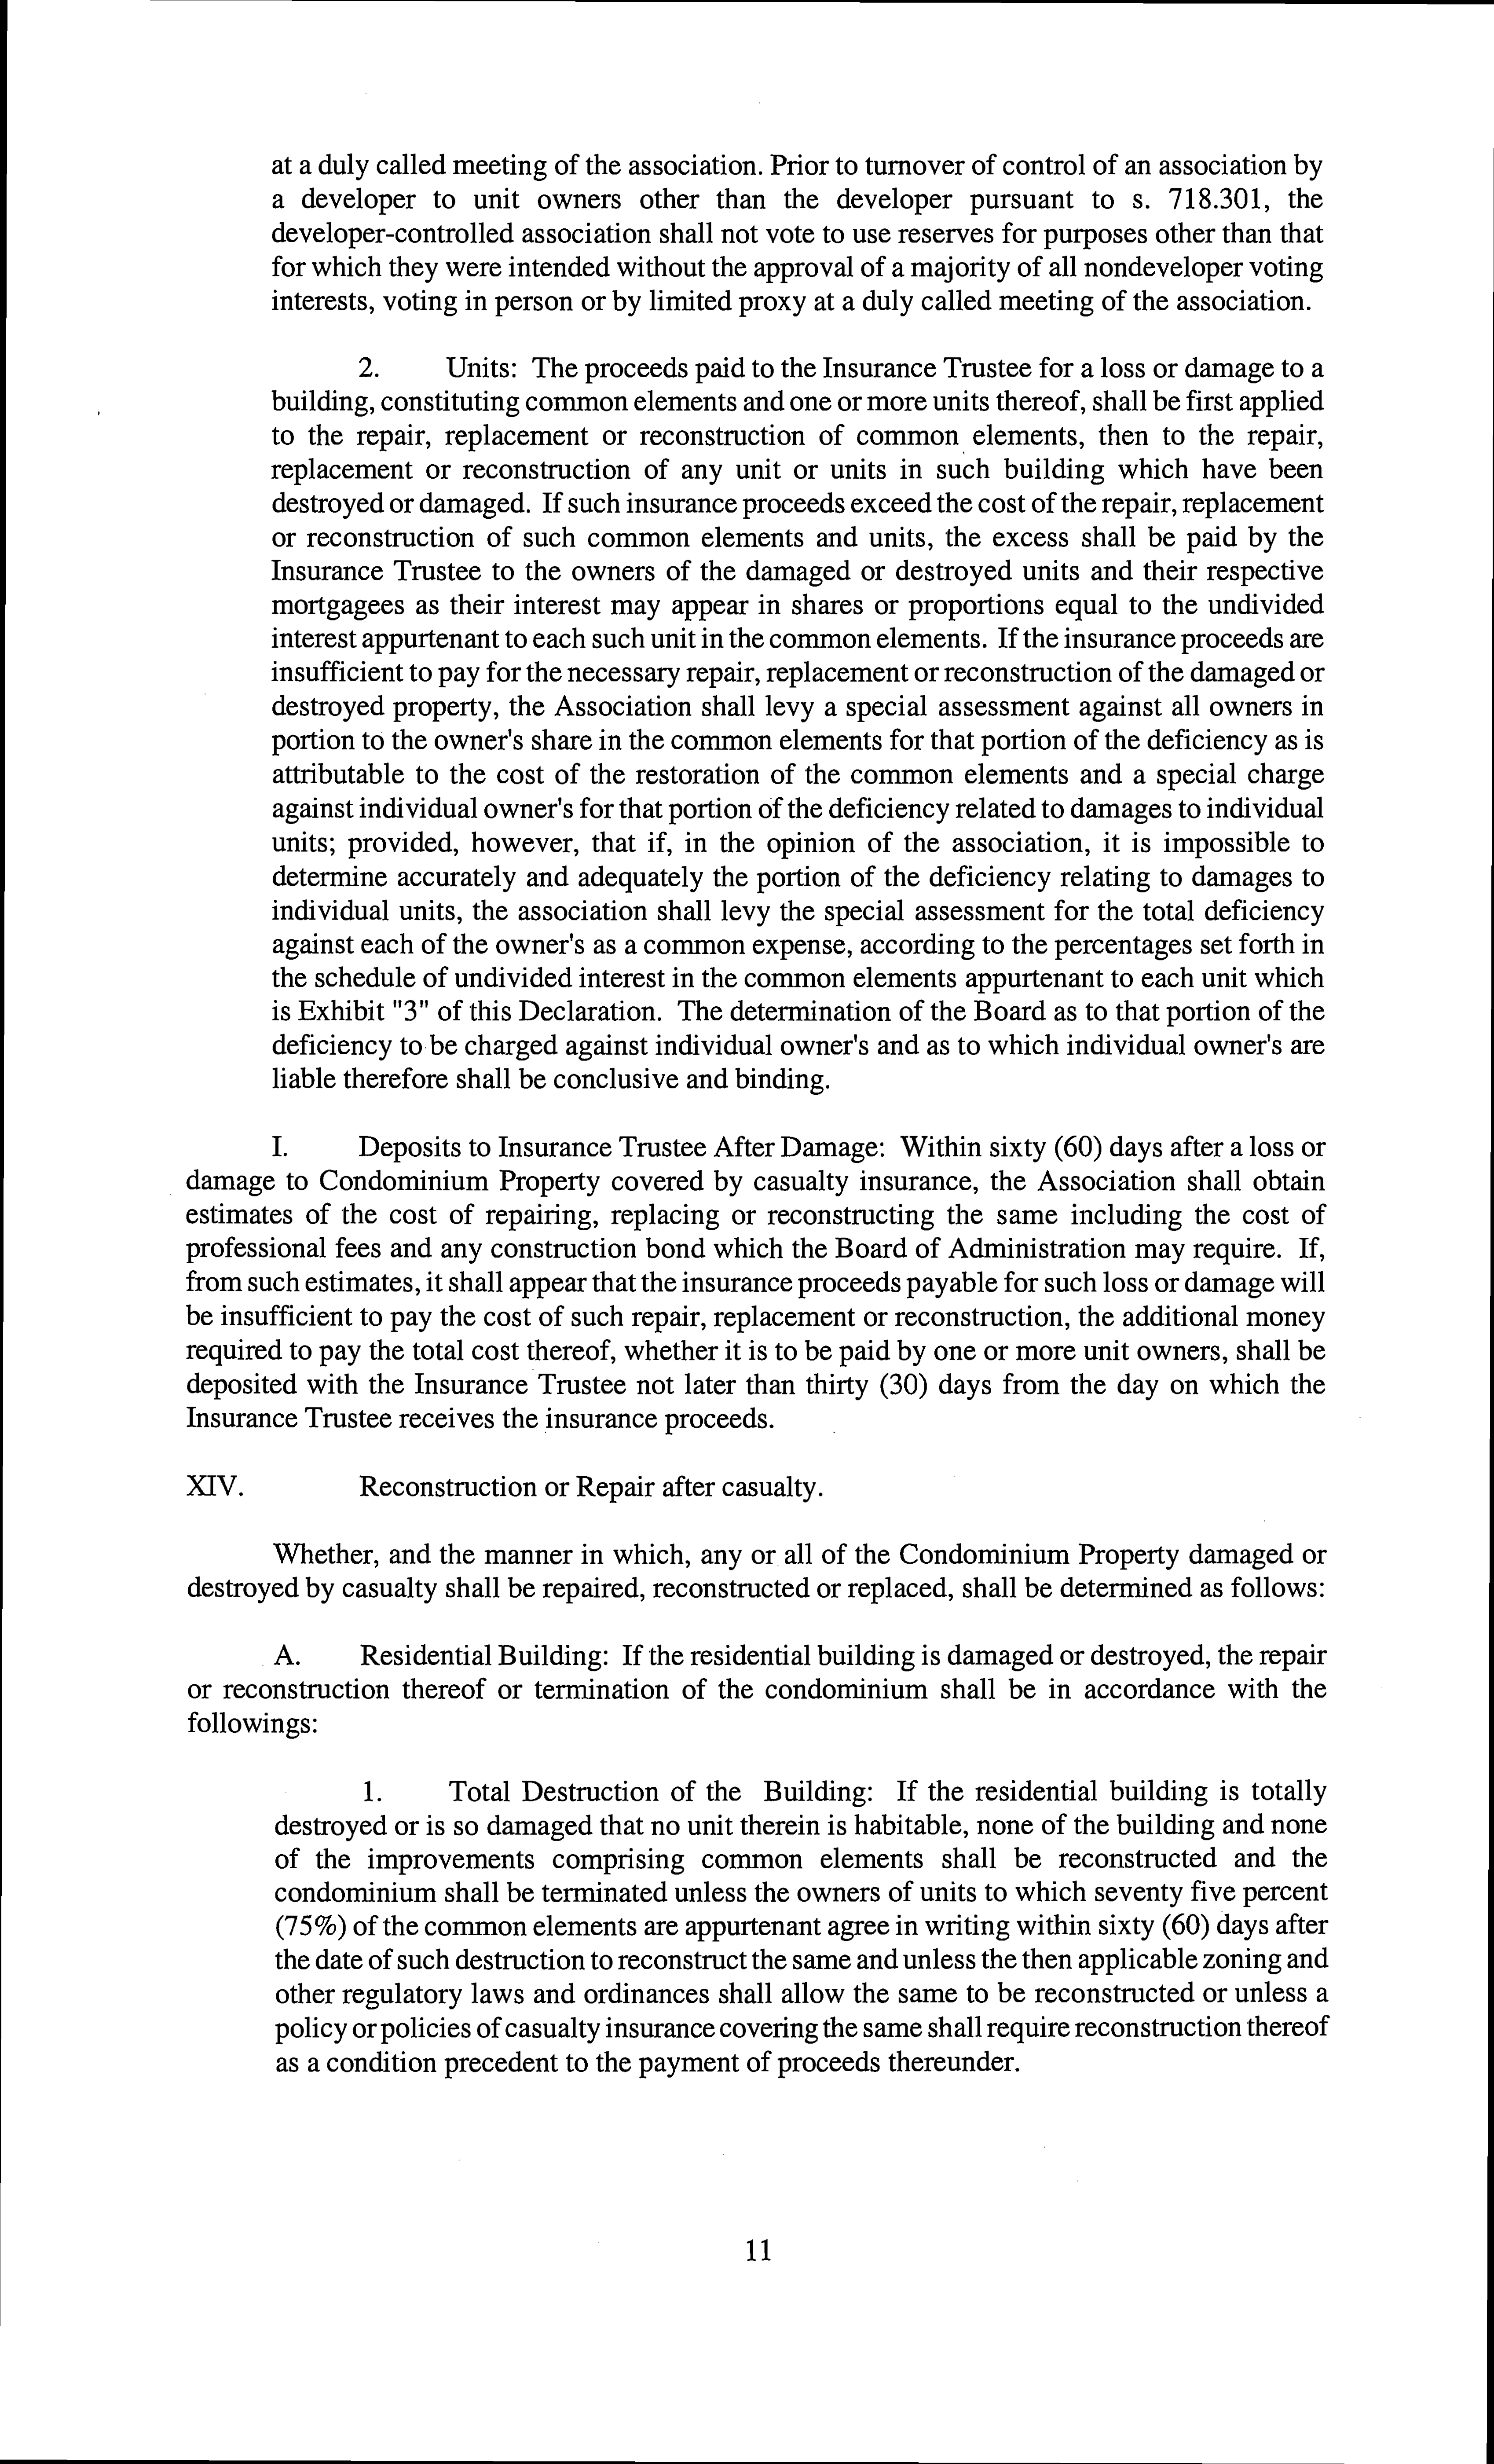 at a duly called meeting of the association. Prior to turnover of control of an association by
a developer to unit owners other than the developer pursuant to s. 718.301, the
developer-controlled association shall not vote to use reserves for purposes other than that
for which they were intended without the approval of a majority of all nondeveloper voting
interests, voting in person or by limited proxy at a duly called meeting of the association.
2. Units: The proceeds paid to the Insurance Trustee for a loss or damage to a
building, constituting common elements and one or more units thereof, shall be first applied
to the repair, replacement or reconstruction of common elements, then to the repair,
replacement or reconstruction of any unit or units in such building which have been
destroyed or damaged. If such insurance proceeds exceed the cost of the repair, replacement
or reconstruction of such common elements and units, the excess shall be paid by the
Insurance Trustee to the owners of the damaged or destroyed units and their respective
mortgagees as their interest may appear in shares or proportions equal to the undivided
interest appurtenant to each such unit in the common elements. If the insurance proceeds are
insufficient to pay for the necessary repair, replacement or reconstruction of the damaged or
destroyed property, the Association shall levy a special assessment against all owners in
portion to the owner's share in the common elements for that portion of the deficiency as is
attributable to the cost of the restoration of the common elements and a special charge
against individual owner's for that portion of the deficiency related to damages to individual
units; provided, however, that if, in the opinion of the association, it is impossible to
determine accurately and adequately the portion of the deficiency relating to damages to
individual units, the association shall levy the special assessment for the total deficiency
against each of the owner's as a common expense, according to the percentages set forth in
the schedule of undivided interest in the common elements appurtenant to each unit which
is Exhibit "3" of this Declaration. The determination of the Board as to that portion of the
deficiency to be charged against individual owner's and as to which individual owner's are
liable therefore shall be conclusive and binding.
I. Deposits to Insurance Trustee After Damage: Within sixty (60) days after a loss or
damage to Condominium Property covered by casualty insurance, the Association shall obtain
estimates of the cost of repairing, replacing or reconstructing the same including the cost of
professional fees and any construction bond which the Board of Administration may require. If,
from such estimates, it shall appear that the insurance proceeds payable for such loss or damage will
be insufficient to pay the cost of such repair, replacement or reconstruction, the additional money
required to pay the total cost thereof, whether it is to be paid by one or more unit owners, shall be
deposited with the Insurance Trustee not later than thirty (30) days from the day on which the
Insurance Trustee receives the insurance proceeds.
XIV. Reconstruction or Repair after casualty.
Whether, and the manner in which, any or all of the Condominium Property damaged or
destroyed by casualty shall be repaired, reconstructed or replaced, shall be determined as follows:
A. Residential Building: If the residential building is damaged or destroyed, the repair
or reconstruction thereof or termination of the condominium shall be in accordance with the
followings:
1. Total Destruction of the Building: If the residential building is totally
destroyed or is so damaged that no unit therein is habitable, none of the building and none
of the improvements comprising common elements shall be reconstructed and the
condominium shall be terminated unless the owners of units to which seventy five percent
(75%) of the common elements are appurtenant agree in writing within sixty (60) days after
the date of such destruction to reconstruct the same and unless the then applicable zoning and
other regulatory laws and ordinances shall allow the same to be reconstructed or unless a
policy or policies of casualty insurance covering the same shall require reconstruction thereof
as a condition precedent to the payment of proceeds thereunder.
11